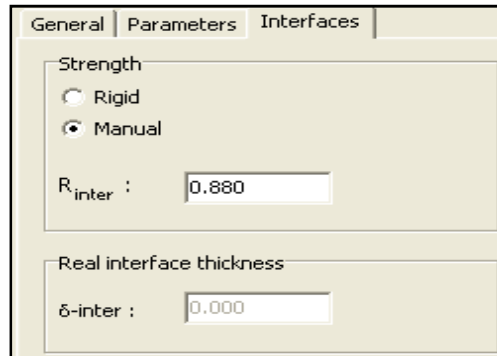 General Parameters Interfaces
Strength
Rigid
Manual
Rinter : 0.880
Real interface thickness
δ-inter : 0.000